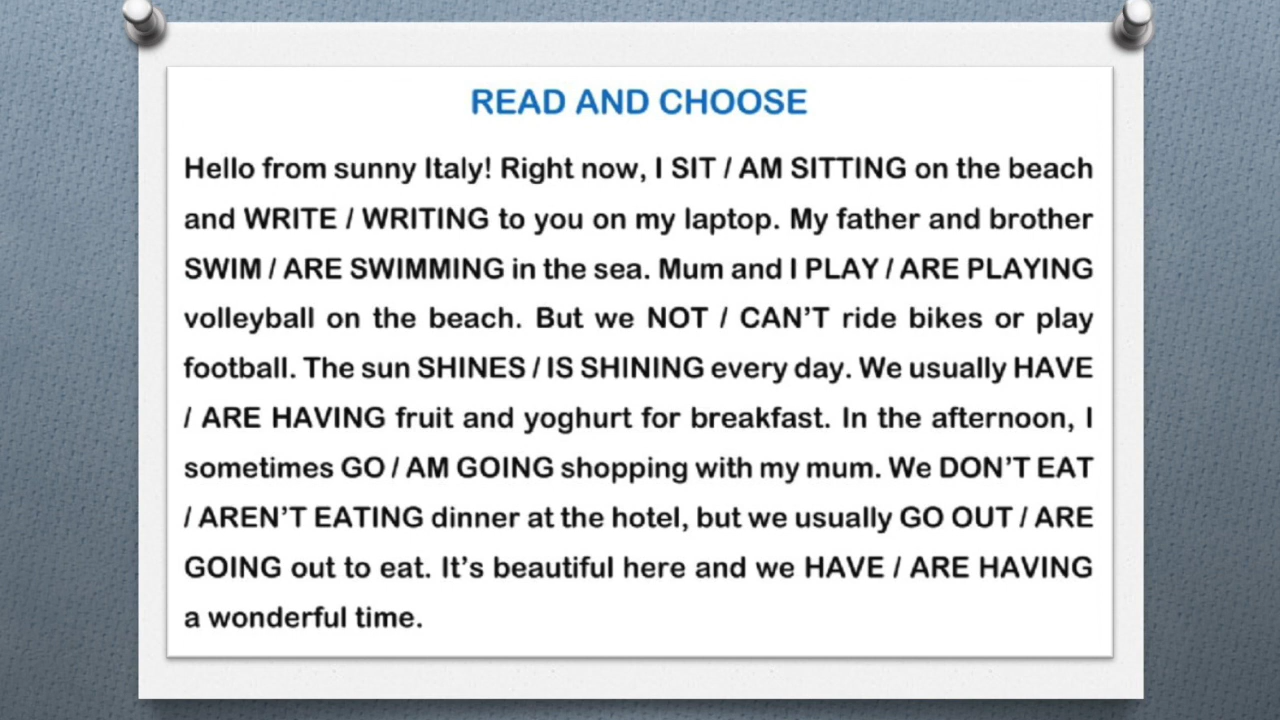 READ AND CHOOSE
Hello from sunny Italy! Right now, I SIT / AM SITTING on the beach
and WRITE / WRITING to you on my laptop. My father and brother
SWIM / ARE SWIMMING in the sea. Mum and I PLAY / ARE PLAYING
volleyball on the beach. But we NOT / CAN’T ride bikes or play
football. The sun SHINES / IS SHINING every day. We usually HAVE
/ ARE HAVING fruit and yoghurt for breakfast. In the afternoon, I
sometimes GO / AM GOING shopping with my mum. We DON’T EAT
/ AREN’T EATING dinner at the hotel, but we usually GO OUT / ARE
GOING out to eat. It’s beautiful here and we HAVE / ARE HAVING
a wonderful time.